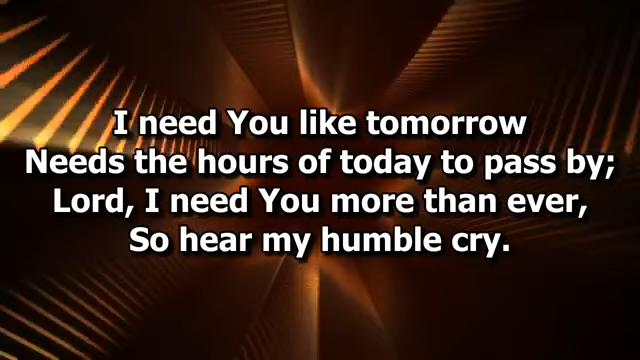 I need You like tomorrow
Needs the hours of today to pass by;
Lord, I need You more than ever,
So hear my humble cry.